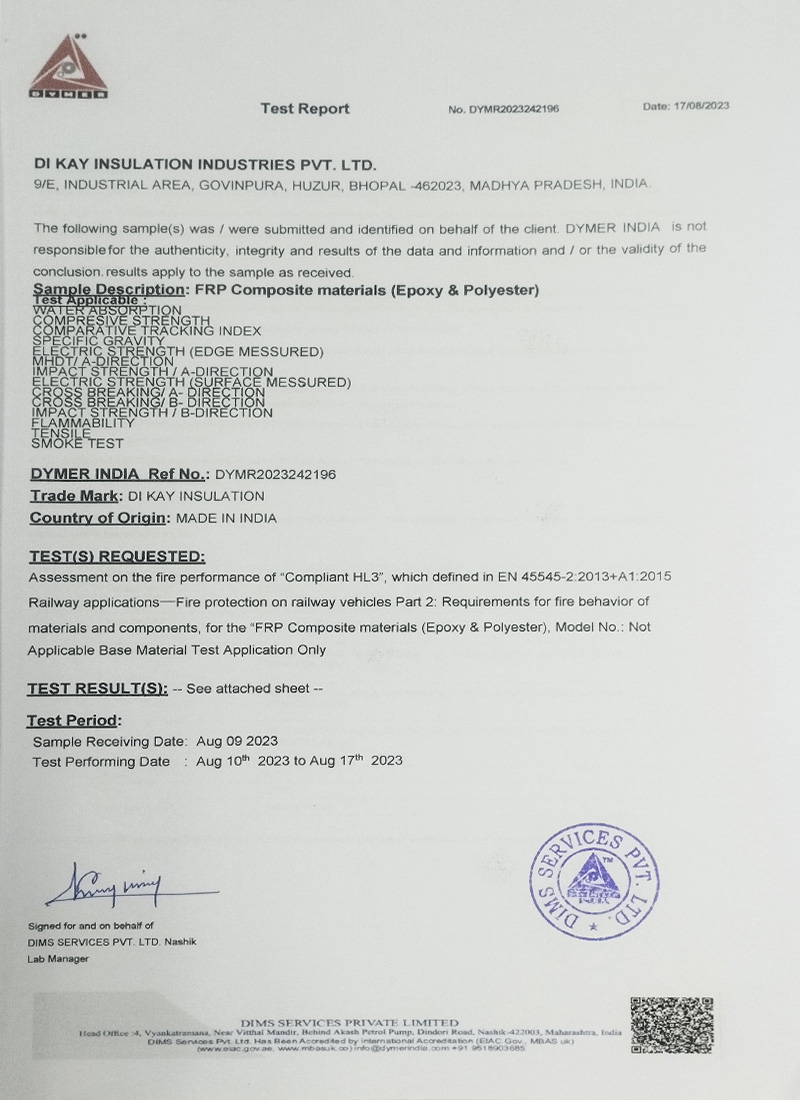 DYMER
Test Report
No. DYMR2023242196
Date: 17/08/2023
DI KAY INSULATION INDUSTRIES PVT. LTD.
9/E, INDUSTRIAL AREA, GOVINPURA, HUZUR, BHOPAL -462023, MADHYA PRADESH, INDIA.
The following sample(s) was / were submitted and identified on behalf of the client. DYMER INDIA is not
responsible for the authenticity, integrity and results of the data and information and / or the validity of the
conclusion. results apply to the sample as received.
Sample Description: FRP Composite materials (Epoxy & Polyester)
Test Applicable :
WATER ABSORPTION
COMPRESIVE STRENGTH
COMPARATIVE TRACKING INDEX
SPECIFIC GRAVITY
ELECTRIC STRENGTH (EDGE MESSURED)
MHDT/ A-DIRECTION
IMPACT STRENGTH / A-DIRECTION
ELECTRIC STRENGTH (SURFACE MESSURED)
CROSS BREAKING/ A- DIRECTION
CROSS BREAKING/ B- DIRECTION
IMPACT STRENGTH / B-DIRECTION
FLAMMABILITY
TENSILE
SMOKE TEST
DYMER INDIA Ref No.: DYMR2023242196
Trade Mark: DI KAY INSULATION
Country of Origin: MADE IN INDIA
TEST(S) REQUESTED:
Assessment on the fire performance of “Compliant HL3”, which defined in EN 45545-2:2013+A1:2015
Railway applications—Fire protection on railway vehicles Part 2: Requirements for fire behavior of
materials and components, for the “FRP Composite materials (Epoxy & Polyester), Model No.: Not
Applicable Base Material Test Application Only
TEST RESULT(S): -- See attached sheet --
Test Period:
Sample Receiving Date: Aug 09 2023
Test Performing Date : Aug 10th 2023 to Aug 17th 2023
DIMS SERVICES PVT. LTD.
TM
Signed for and on behalf of
DIMS SERVICES PVT. LTD. Nashik
Lab Manager
DIMS SERVICES PRIVATE LIMITED
Head Office :4, Vyankatramana, Near Vitthal Mandir, Behind Akash Petrol Pump, Dindori Road, Nashik-422003, Maharashtra, India
DIMS Services Pvt. Ltd. Has Been Accredited by international Accreditation (EIAC Gov., MBAS uk)
(www.eiac.gov.ae, www.mbasuk.co) info@dymerindia.com +91 9518903685